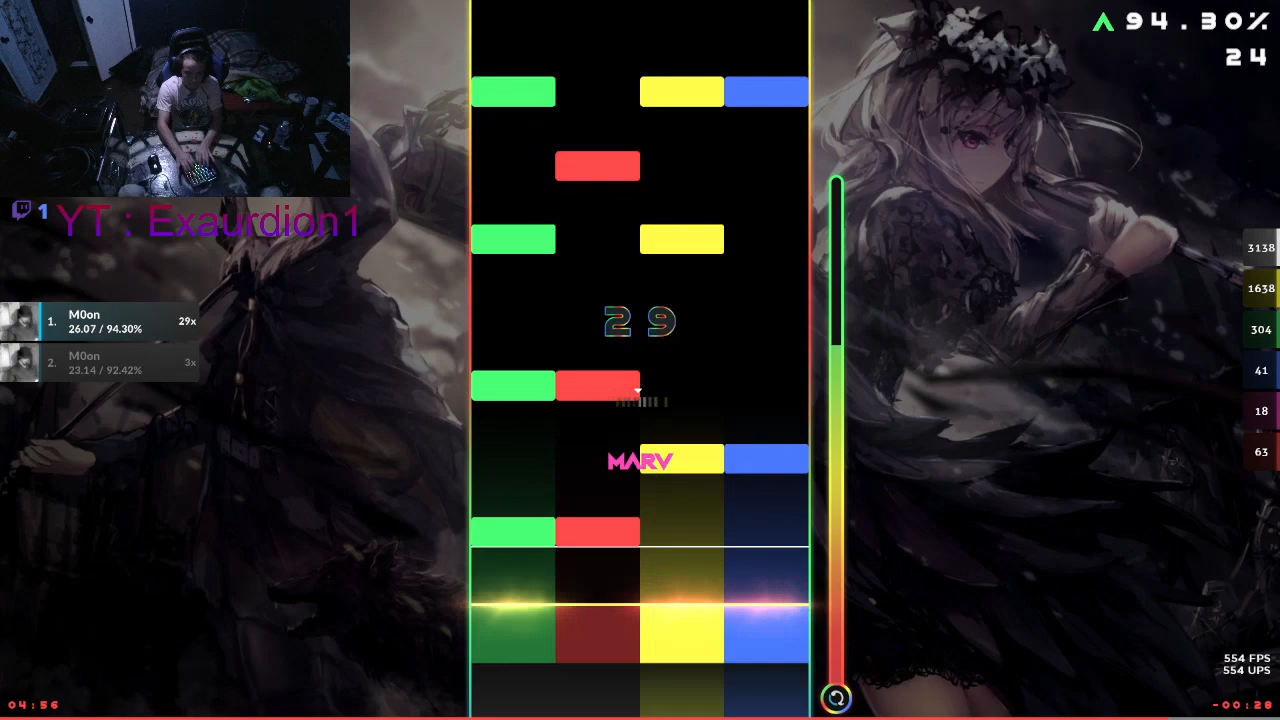 94.30%
24
1
YT : Exaurdion1
3138
1638
29
304
1. M0on
26.07 / 94.30% 29x
2. M0on
23.14 / 92.42% 3x
41
18
MARV
63
554 FPS
554 UPS
04:56
-00:28